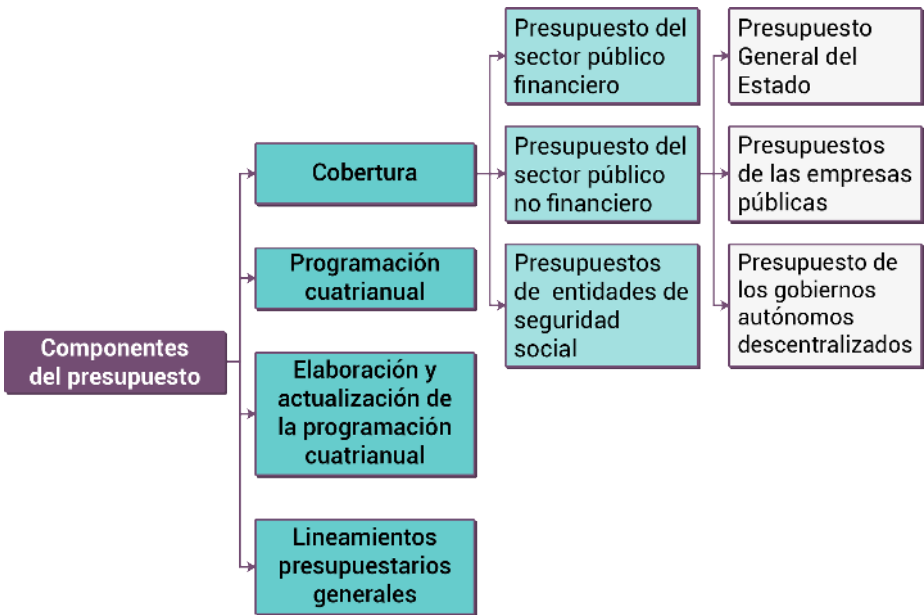 Componentes
del presupuesto
Cobertura
Programación
cuatrianual
Elaboración y
actualización de
la programación
cuatrianual
Lineamientos
presupuestarios
generales
Presupuesto del
sector público
financiero
Presupuesto del
sector público
no financiero
Presupuestos
de entidades de
seguridad
social
Presupuesto
General del
Estado
Presupuestos
de las empresas
públicas
Presupuesto de
los gobiernos
autónomos
descentralizados